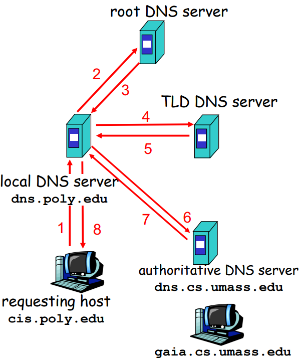 root DNS server
2
3
TLD DNS server
4
5
local DNS server
dns.poly.edu
6
7
1
8
authoritative DNS server
dns.cs.umass.edu
requesting host
cis.poly.edu
gaia.cs.umass.edu